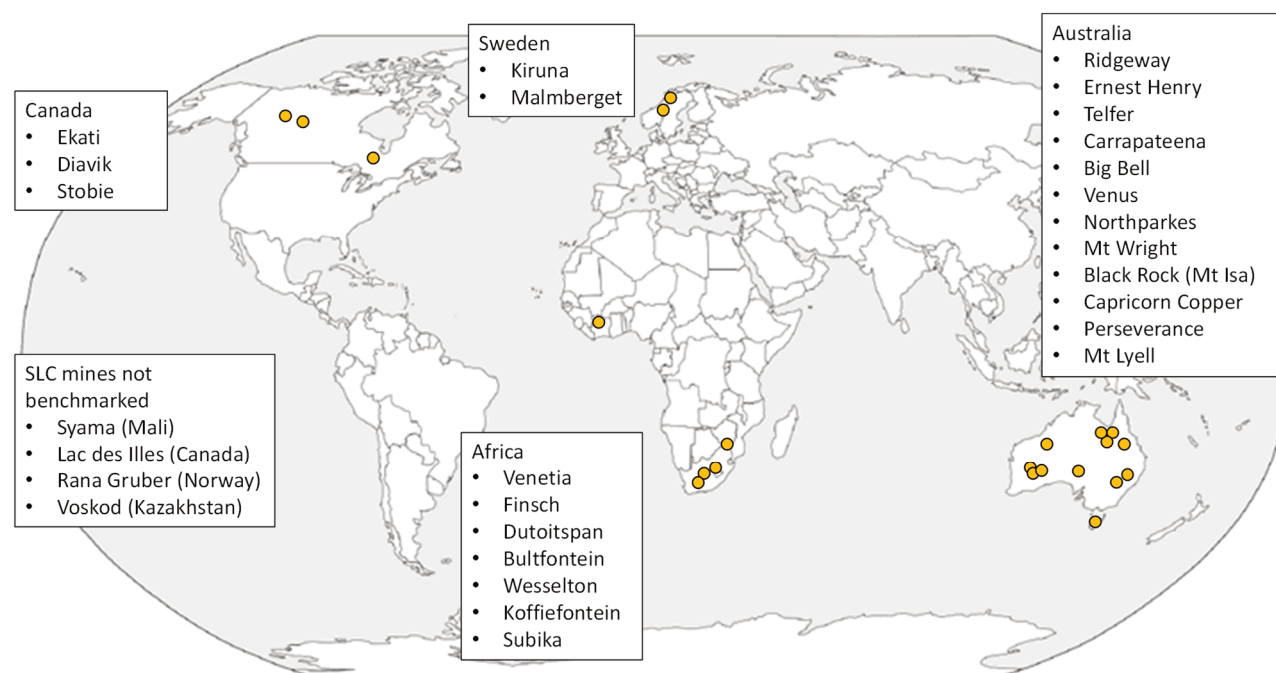 Canada
• Ekati
• Diavik
• Stobie
Sweden
• Kiruna
• Malmberget
Australia
• Ridgeway
• Ernest Henry
• Telfer
• Carrapateena
• Big Bell
• Venus
• Northparkes
• Mt Wright
• Black Rock (Mt Isa)
• Capricorn Copper
• Perseverance
• Mt Lyell
SLC mines not
benchmarked
• Syama (Mali)
• Lac des Illes (Canada)
• Rana Gruber (Norway)
• Voskod (Kazakhstan)
Africa
• Venetia
• Finsch
• Dutoitspan
• Bultfontein
• Wesselton
• Koffiefontein
• Subika